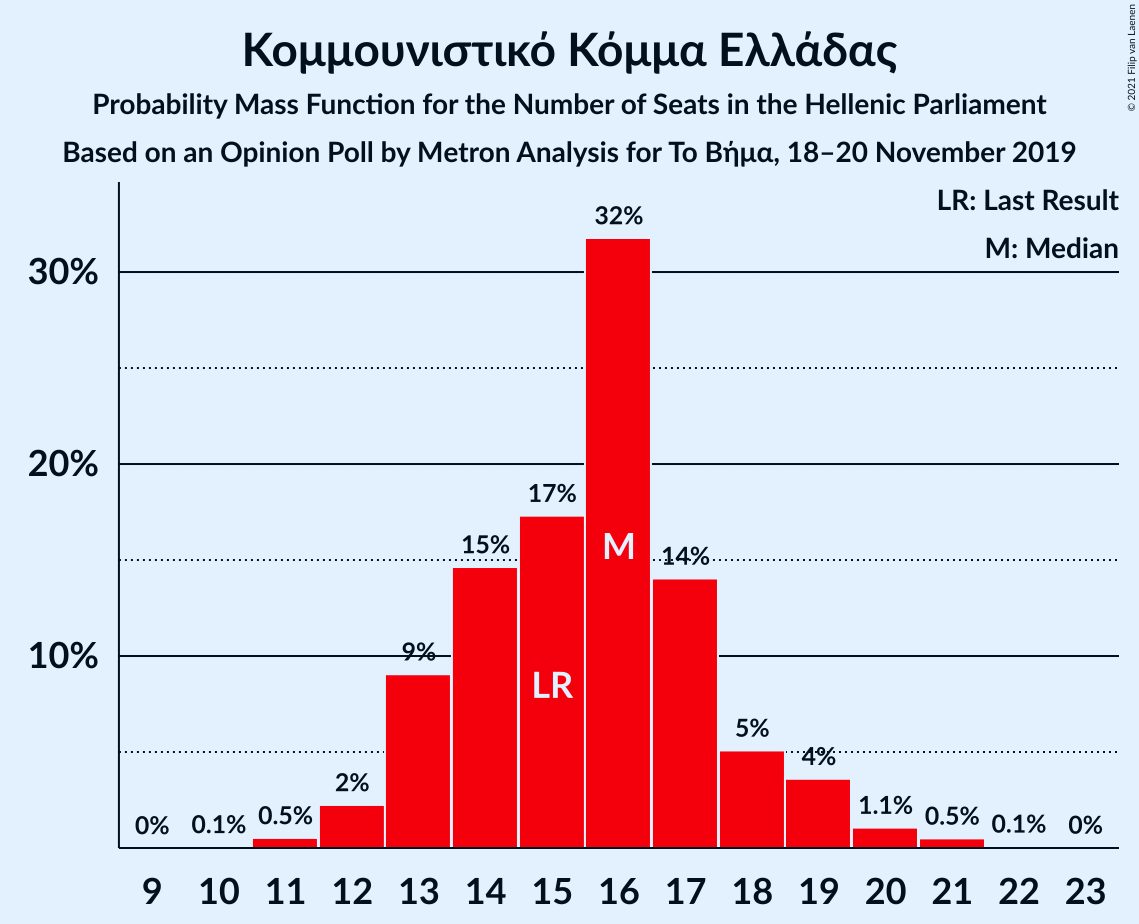 Κομμουνιστικό Κόμμα Ελλάδας
Probability Mass Function for the Number of Seats in the Hellenic Parliament
Based on an Opinion Poll by Metron Analysis for Το Βήμα, 18–20 November 2019
© 2021 Filip van Laenen
LR: Last Result
M: Median
30%
20%
10%
0%
0.1%
0.5%
2%
9%
15%
17%
32%
14%
5%
4%
1.1%
0.5%
0.1%
0%
LR
M
9 10 11 12 13 14 15 16 17 18 19 20 21 22 23